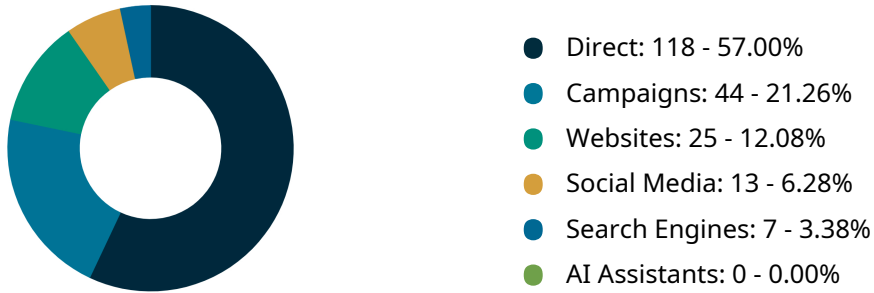 Direct: 118 - 57.00%
Campaigns: 44 - 21.26%
Websites: 25 - 12.08%
Social Media: 13 - 6.28%
Search Engines: 7 - 3.38%
AI Assistants: 0 - 0.00%